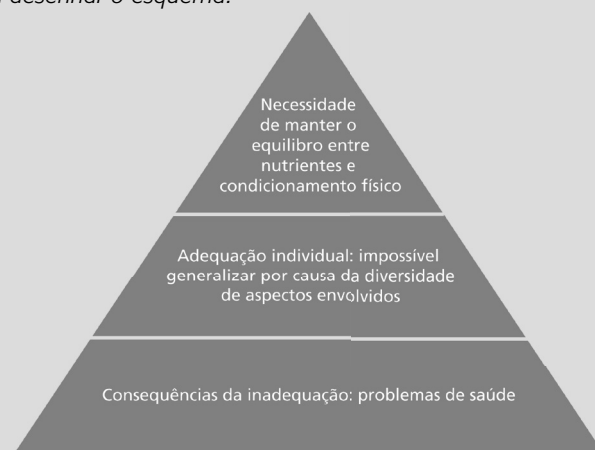 desenhar o esquema.
Necessidade
de manter o
equilibro entre
nutrientes e
condicionamento físico
Adequação individual: impossível
generalizar por causa da diversidade
de aspectos envolvidos
Consequências da inadequação: problemas de saúde